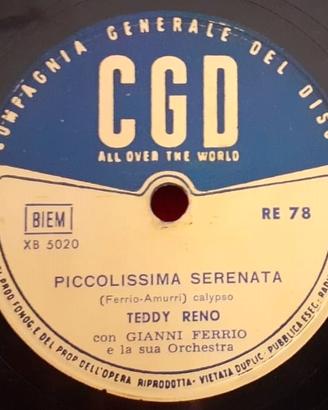 COMPAGNIA GENERALE DEL DISCO
CGD
ALL OVER THE WORLD
BIEM
RE 78
XB 5020
PICCOLISSIMA SERENATA
(Ferrio-Amurri) calypso
TEDDY RENO
con GIANNI FERRIO
e la sua Orchestra
PROD. FONOG. E DEL PROP. DELL'OPERA RIPRODOTTA - VIETATA DUPLIC. PUBBLICA ESEC.